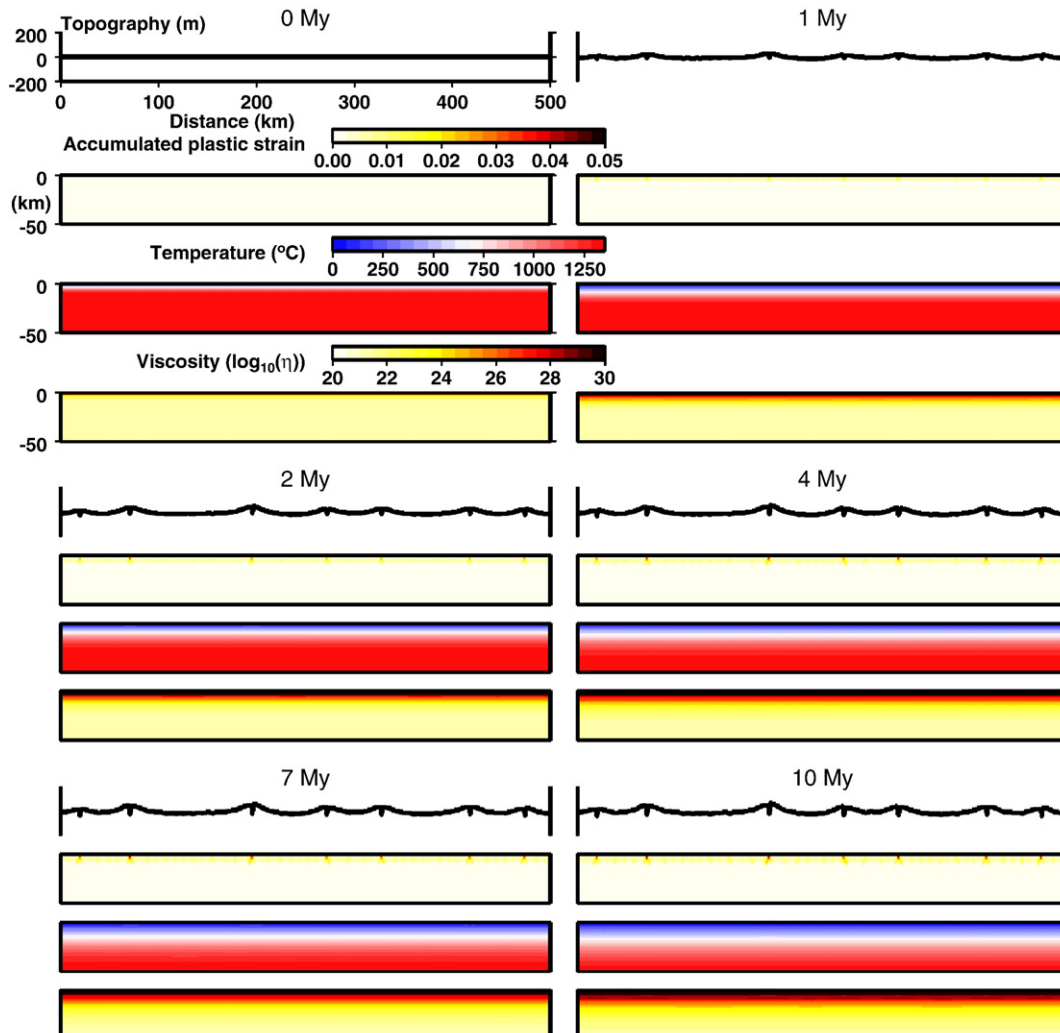 0 My
1 My
Topography (m)
200
0
-200
0 100 200 300 400 500
Distance (km)
Accumulated plastic strain
0.00 0.01 0.02 0.03 0.04 0.05
0
(km)
-50
Temperature (°C)
0 250 500 750 1000 1250
0
-50
Viscosity (log10(η))
20 22 24 26 28 30
0
-50
2 My
4 My
7 My
10 My